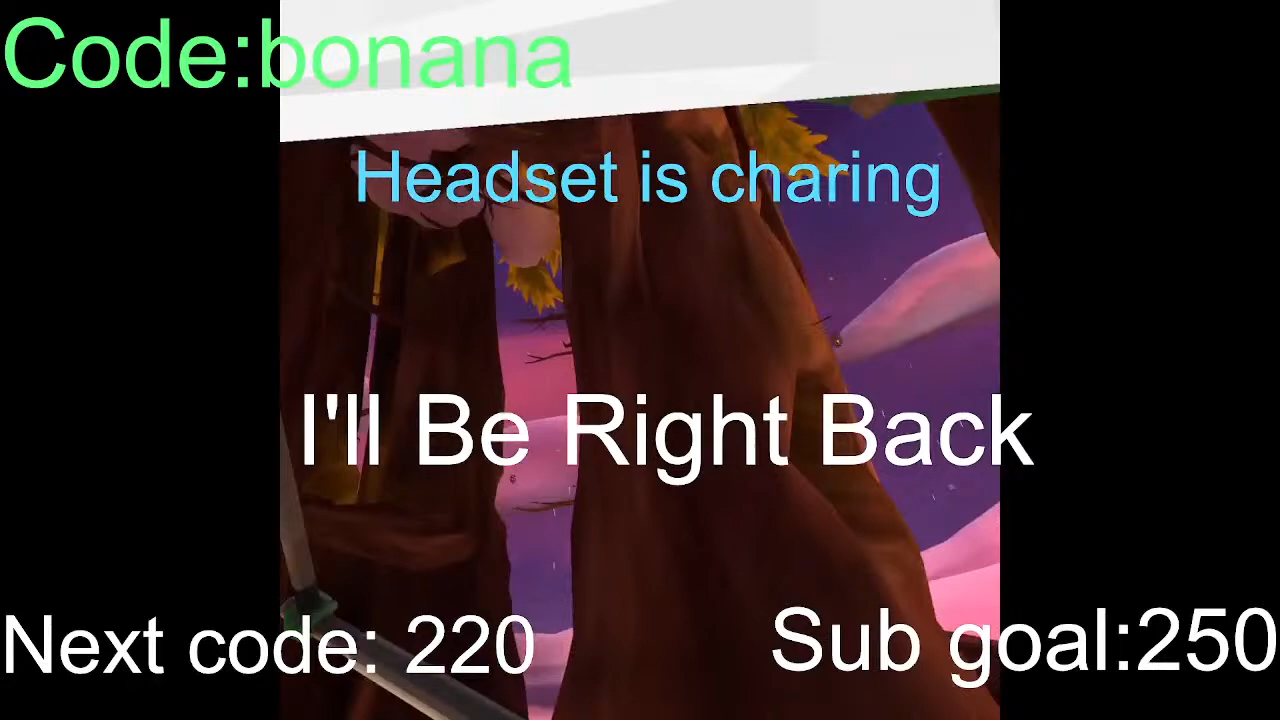 Code:bonana
Headset is charing
I'll Be Right Back
Next code: 220
Sub goal:250